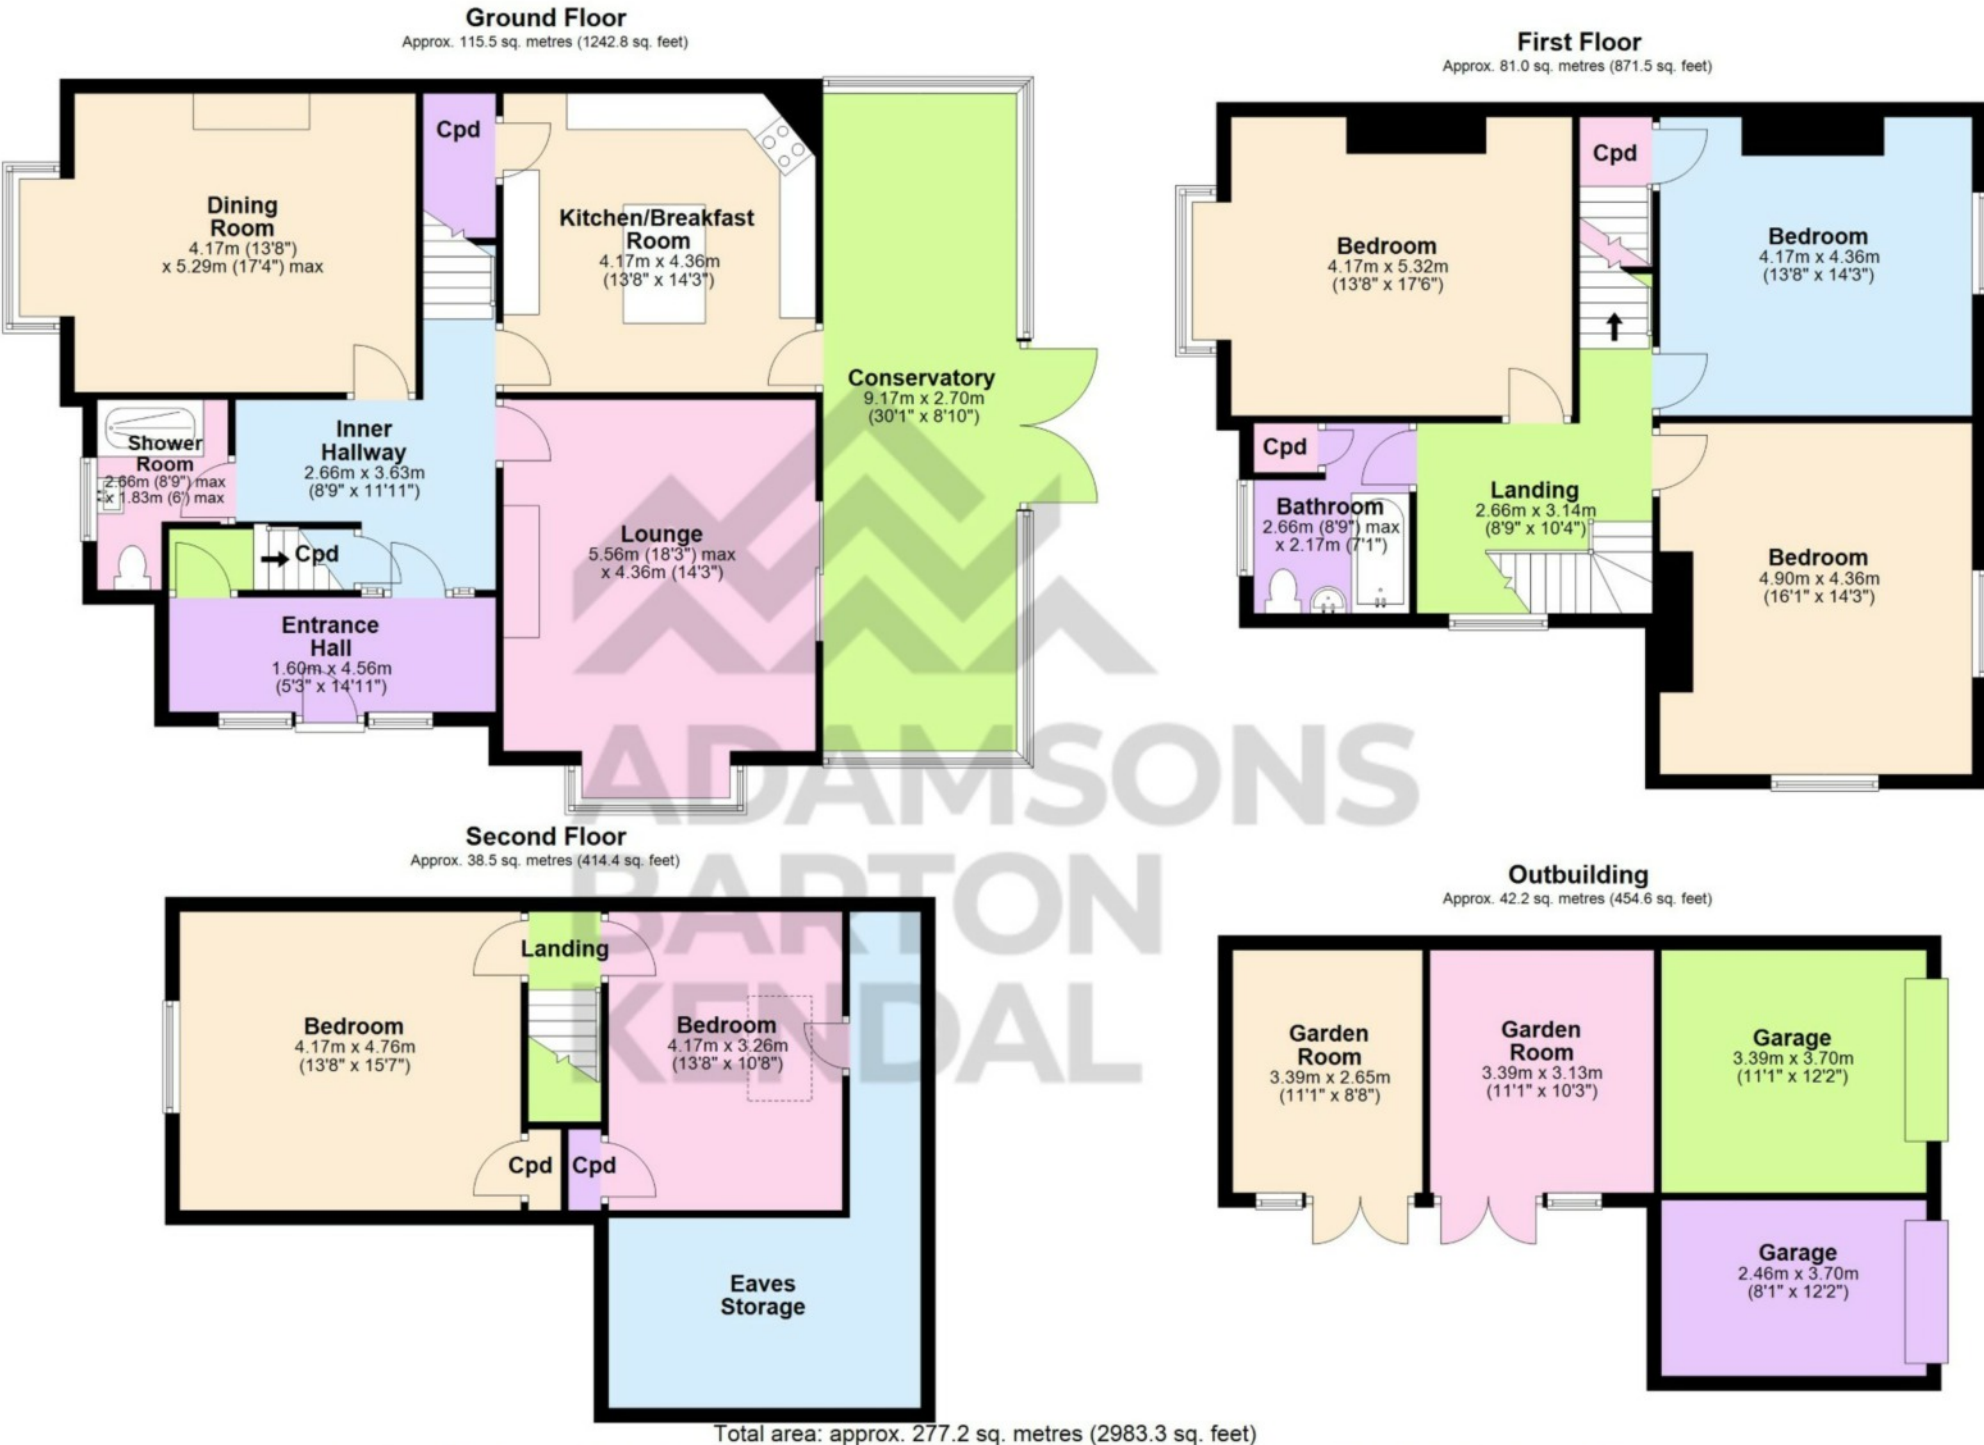 Ground Floor
Approx. 115.5 sq. metres (1242.8 sq. feet)
Dining
Room
4.17m (13'8")
x 5.29m (17'4") max
Cpd
Kitchen/Breakfast
Room
4.17m x 4.36m
(13'8" x 14'3")
Conservatory
9.17m x 2.70m
(30'1" x 8'10")
Shower
Room
2.66m (8'9") max
x 1.83m (6') max
Inner
Hallway
2.66m x 3.63m
(8'9" x 11'11")
Cpd
Lounge
5.56m (18'3") max
x 4.36m (14'3")
Entrance
Hall
1.60m x 4.56m
(5'3" x 14'11")
First Floor
Approx. 81.0 sq. metres (871.5 sq. feet)
Bedroom
4.17m x 5.32m
(13'8" x 17'6")
Cpd
Bedroom
4.17m x 4.36m
(13'8" x 14'3")
Cpd
Bathroom
2.66m (8'9") max
x 2.17m (7'1")
Landing
2.66m x 3.14m
(8'9" x 10'4")
Bedroom
4.90m x 4.36m
(16'1" x 14'3")
ADAMSONS
BARTON
KENDAL
Second Floor
Approx. 38.5 sq. metres (414.4 sq. feet)
Bedroom
4.17m x 4.76m
(13'8" x 15'7")
Landing
Bedroom
4.17m x 3.26m
(13'8" x 10'8")
Cpd
Cpd
Eaves
Storage
Outbuilding
Approx. 42.2 sq. metres (454.6 sq. feet)
Garden
Room
3.39m x 2.65m
(11'1" x 8'8")
Garden
Room
3.39m x 3.13m
(11'1" x 10'3")
Garage
3.39m x 3.70m
(11'1" x 12'2")
Garage
2.46m x 3.70m
(8'1" x 12'2")
Total area: approx. 277.2 sq. metres (2983.3 sq. feet)